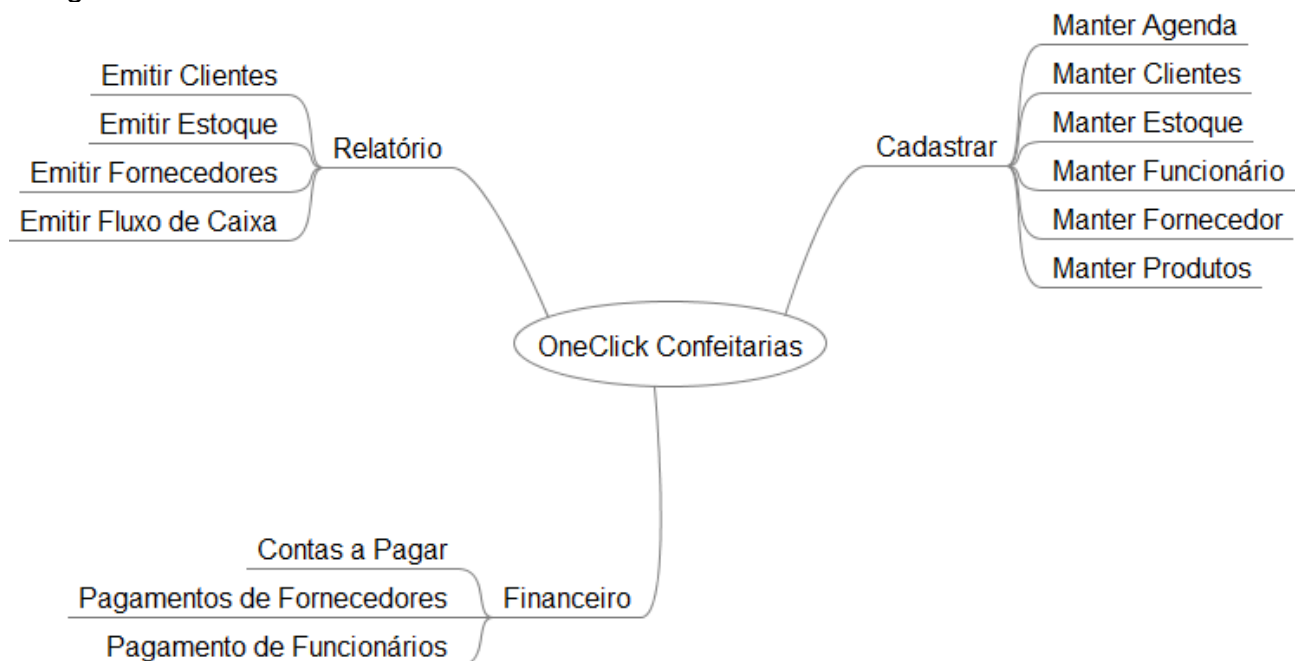 Manter Agenda
Manter Clientes
Manter Estoque
Manter Funcionário
Manter Fornecedor
Manter Produtos
Cadastrar
Emitir Clientes
Emitir Estoque
Emitir Fornecedores
Emitir Fluxo de Caixa
Relatório
OneClick Confeitarias
Contas a Pagar
Pagamentos de Fornecedores
Pagamento de Funcionários
Financeiro